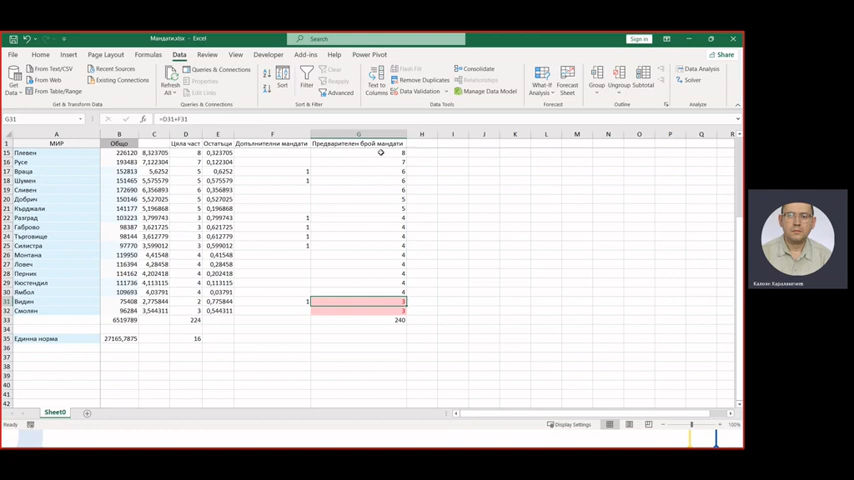 Мандати.xlsx - Excel
Search
Sign in
File Home Insert Page Layout Formulas Data Review View Developer Add-ins Help Power Pivot
Share
Get Data
From Text/CSV
From Web
From Table/Range
Recent Sources
Existing Connections
Get & Transform Data
Refresh All
Queries & Connections
Properties
Edit Links
Queries & Connections
Sort
Filter
Clear
Reapply
Advanced
Sort & Filter
Text to Columns
Flash Fill
Remove Duplicates
Data Validation
Consolidate
Relationships
Manage Data Model
Data Tools
What-If Analysis
Forecast Sheet
Forecast
Group Ungroup Subtotal
Outline
Data Analysis
Solver
Analyze
G31
=D31+F31
A B C D E F G H I J K L M N O P Q R
1 МИР Общо Цяла част Остатъци Допълнителни мандати Предварителен брой мандати
15 Плевен 226120 8,323705 8 0,323705 8
16 Русе 193483 7,122304 7 0,122304 7
17 Враца 152813 5,6252 5 0,6252 1 6
18 Шумен 151465 5,575579 5 0,575579 1 6
19 Сливен 172690 6,356893 6 0,356893 6
20 Добрич 150146 5,527025 5 0,527025 5
21 Кърджали 141177 5,196868 5 0,196868 5
22 Разград 103223 3,799743 3 0,799743 1 4
23 Габрово 98387 3,621725 3 0,621725 1 4
24 Търговище 98144 3,612779 3 0,612779 1 4
25 Силистра 97770 3,599012 3 0,599012 1 4
26 Монтана 119950 4,41548 4 0,41548 4
27 Ловеч 116394 4,28458 4 0,28458 4
28 Перник 114162 4,202418 4 0,202418 4
29 Кюстендил 111736 4,113115 4 0,113115 4
30 Ямбол 109693 4,03791 4 0,03791 4
31 Видин 75408 2,775844 2 0,775844 1 3
32 Смолян 96284 3,544311 3 0,544311 3
33 6519789 224 240
34
35 Единна норма 27165,7875 16
36
37
38
39
40
41
42
Sheet0
Ready
Display Settings
100%